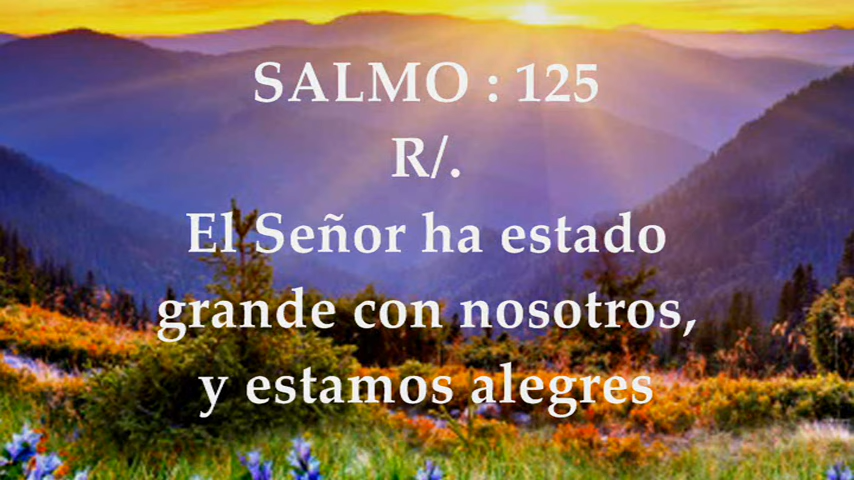 SALMO : 125
R/.
El Señor ha estado
grande con nosotros,
y estamos alegres